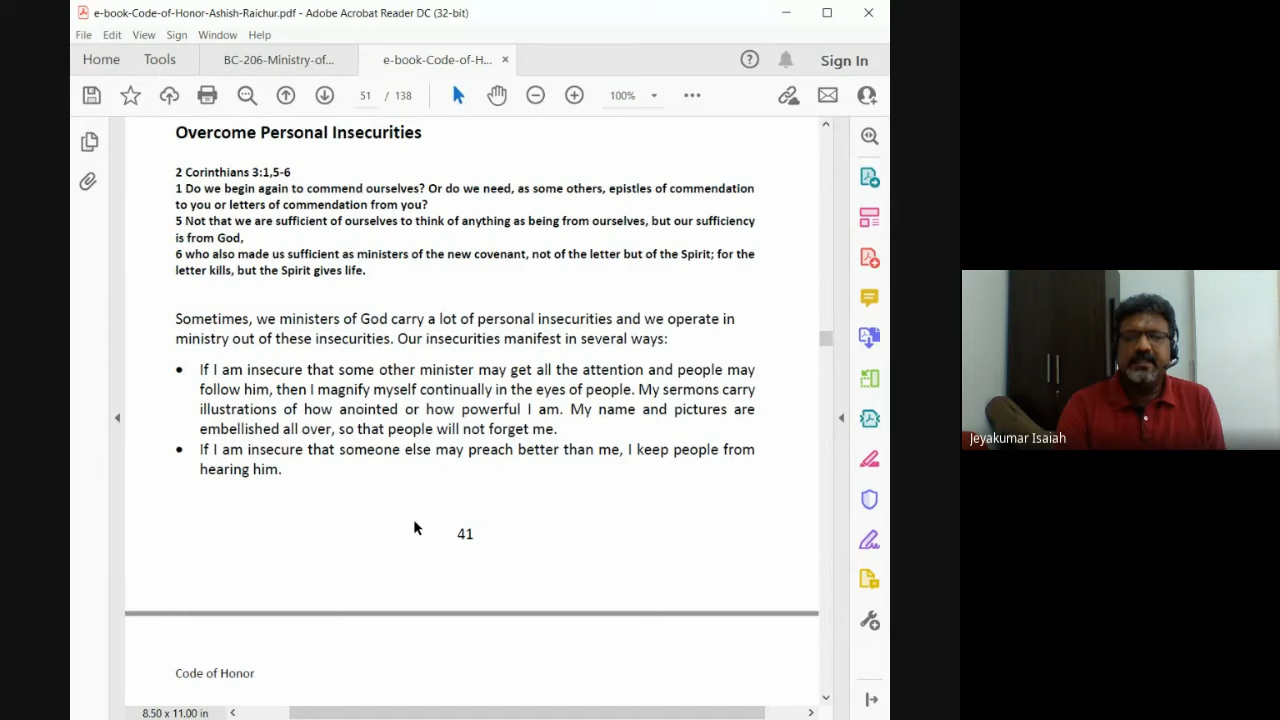 e-book-Code-of-Honor-Ashish-Raichur.pdf - Adobe Acrobat Reader DC (32-bit)
File Edit View Sign Window Help
Home Tools BC-206-Ministry-of... e-book-Code-of-H... × Sign In
51 / 138 100%
Overcome Personal Insecurities
2 Corinthians 3:1,5-6
1 Do we begin again to commend ourselves? Or do we need, as some others, epistles of commendation
to you or letters of commendation from you?
5 Not that we are sufficient of ourselves to think of anything as being from ourselves, but our sufficiency
is from God,
6 who also made us sufficient as ministers of the new covenant, not of the letter but of the Spirit; for the
letter kills, but the Spirit gives life.
Sometimes, we ministers of God carry a lot of personal insecurities and we operate in
ministry out of these insecurities. Our insecurities manifest in several ways:
• If I am insecure that some other minister may get all the attention and people may
follow him, then I magnify myself continually in the eyes of people. My sermons carry
illustrations of how anointed or how powerful I am. My name and pictures are
embellished all over, so that people will not forget me.
• If I am insecure that someone else may preach better than me, I keep people from
hearing him.
41
Code of Honor
8.50 x 11.00 in
Jeyakumar Isaiah